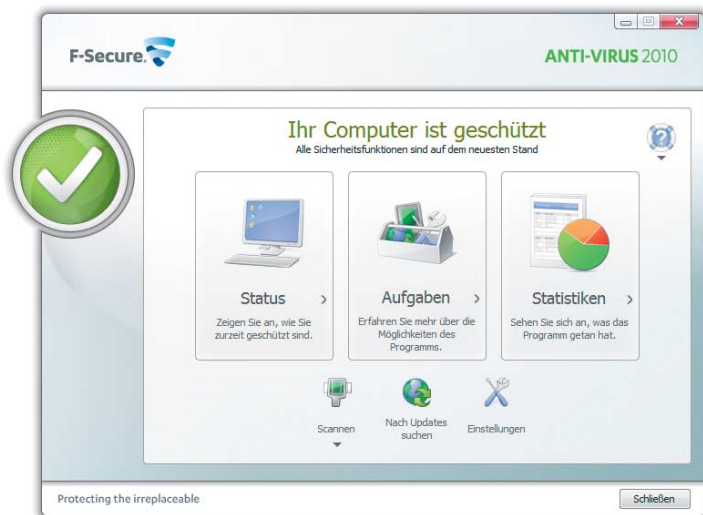 F-Secure.
ANTI-VIRUS 2010
Ihr Computer ist geschützt
Alle Sicherheitsfunktionen sind auf dem neuesten Stand
Status
Zeigen Sie an, wie Sie
zurzeit geschützt sind.
Aufgaben
Erfahren Sie mehr über die
Möglichkeiten des
Programms.
Statistiken
Sehen Sie sich an, was das
Programm getan hat.
Scannen
Nach Updates
suchen
Einstellungen
Protecting the irreplaceable
Schließen